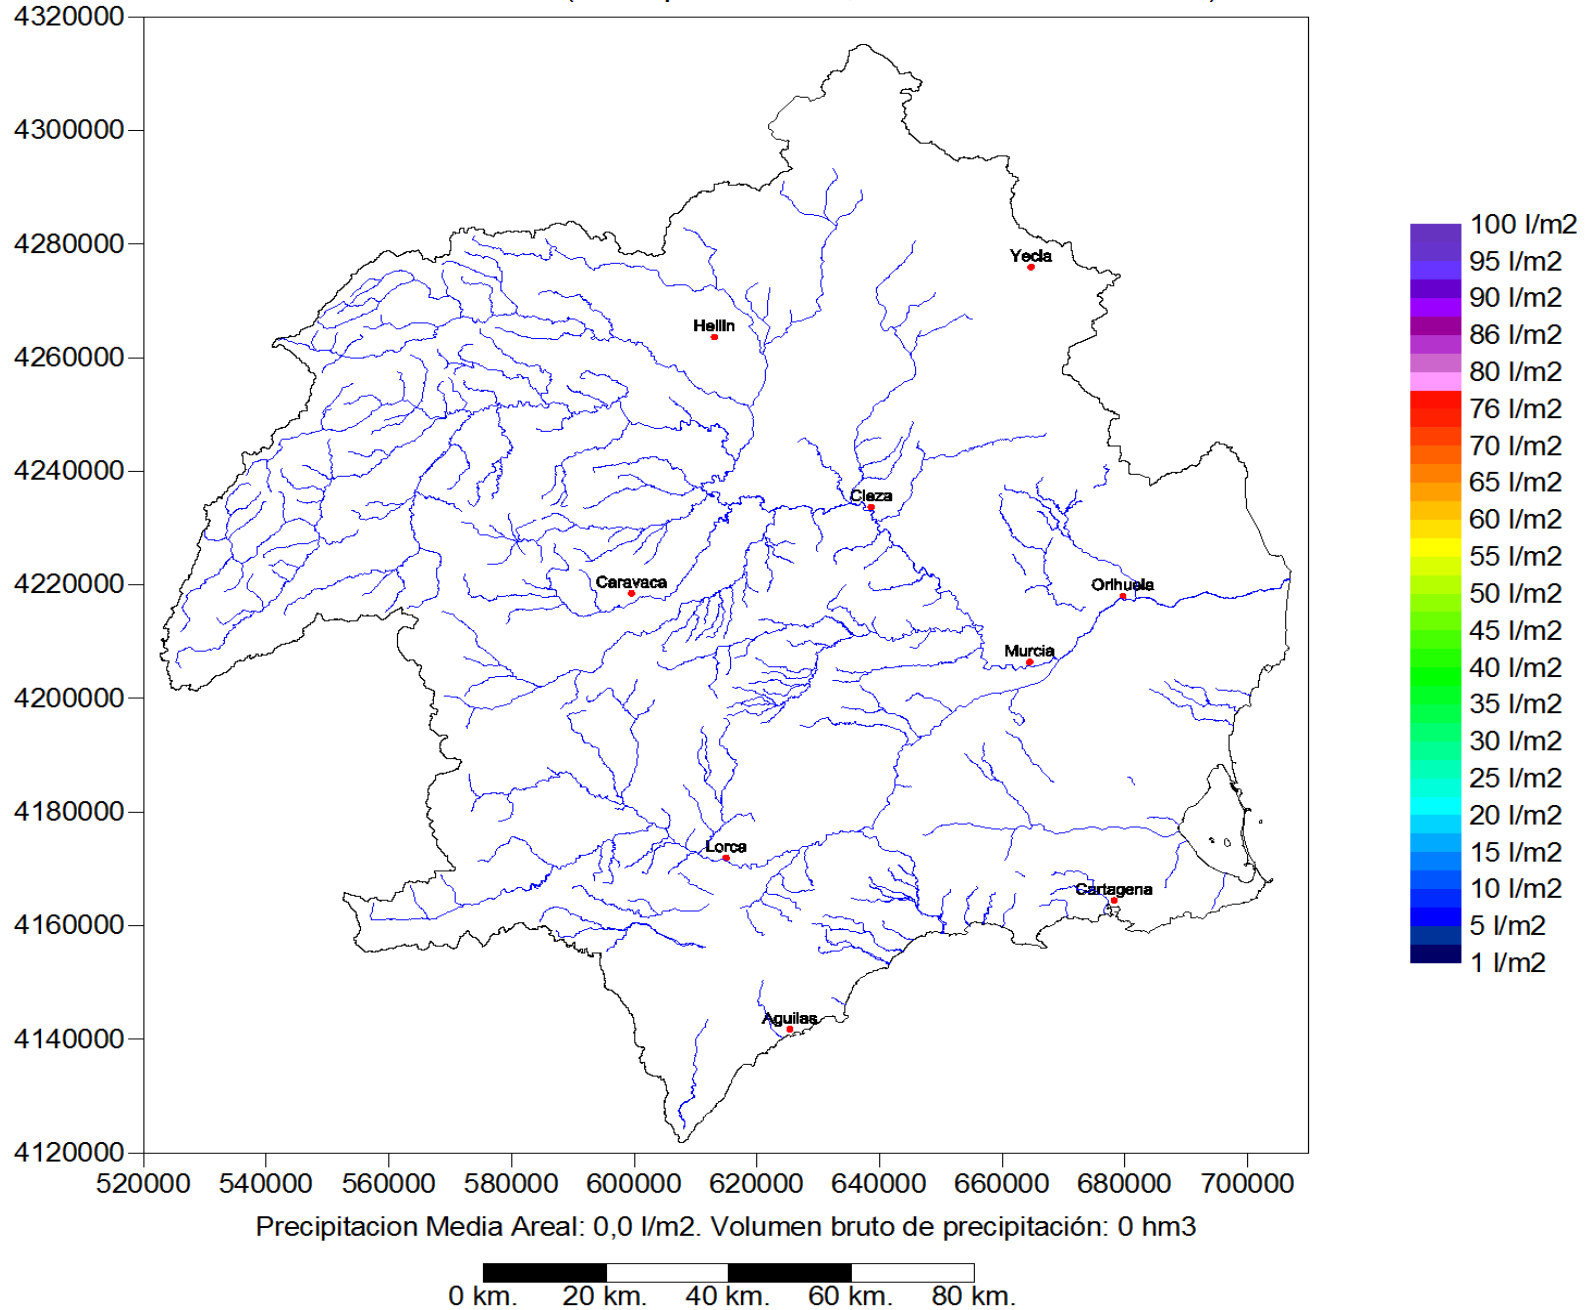 4320000
4300000
4280000
4260000
4240000
4220000
4200000
4180000
4160000
4140000
4120000
520000 540000 560000 580000 600000 620000 640000 660000 680000 700000
Yecla
Hellin
Cieza
Caravaca
Orihuela
Murcia
Lorca
Cartagena
Aguilas
100 l/m2
95 l/m2
90 l/m2
86 l/m2
80 l/m2
76 l/m2
70 l/m2
65 l/m2
60 l/m2
55 l/m2
50 l/m2
45 l/m2
40 l/m2
35 l/m2
30 l/m2
25 l/m2
20 l/m2
15 l/m2
10 l/m2
5 l/m2
1 l/m2
Precipitacion Media Areal: 0,0 l/m2. Volumen bruto de precipitación: 0 hm3
0 km. 20 km. 40 km. 60 km. 80 km.